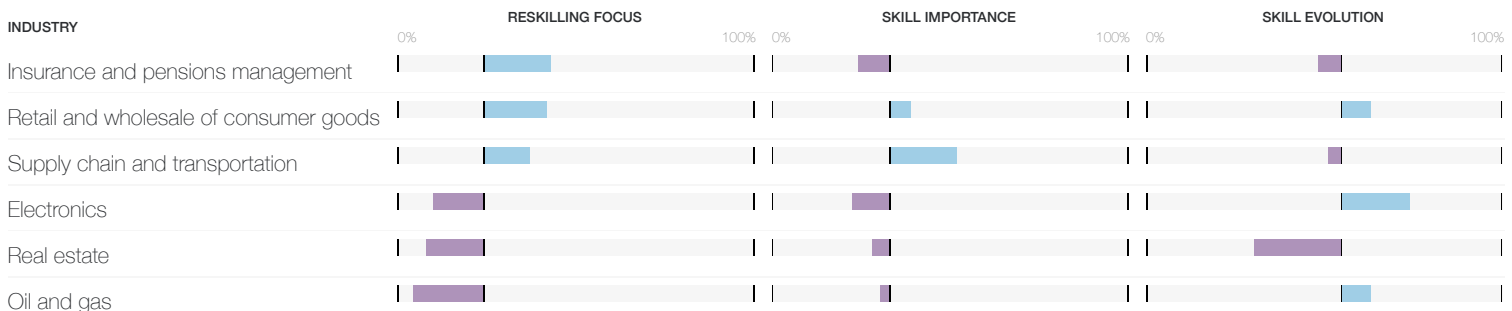 INDUSTRY
RESKILLING FOCUS
SKILL IMPORTANCE
SKILL EVOLUTION
0% 100% 0% 100% 0% 100%
Insurance and pensions management
Retail and wholesale of consumer goods
Supply chain and transportation
Electronics
Real estate
Oil and gas